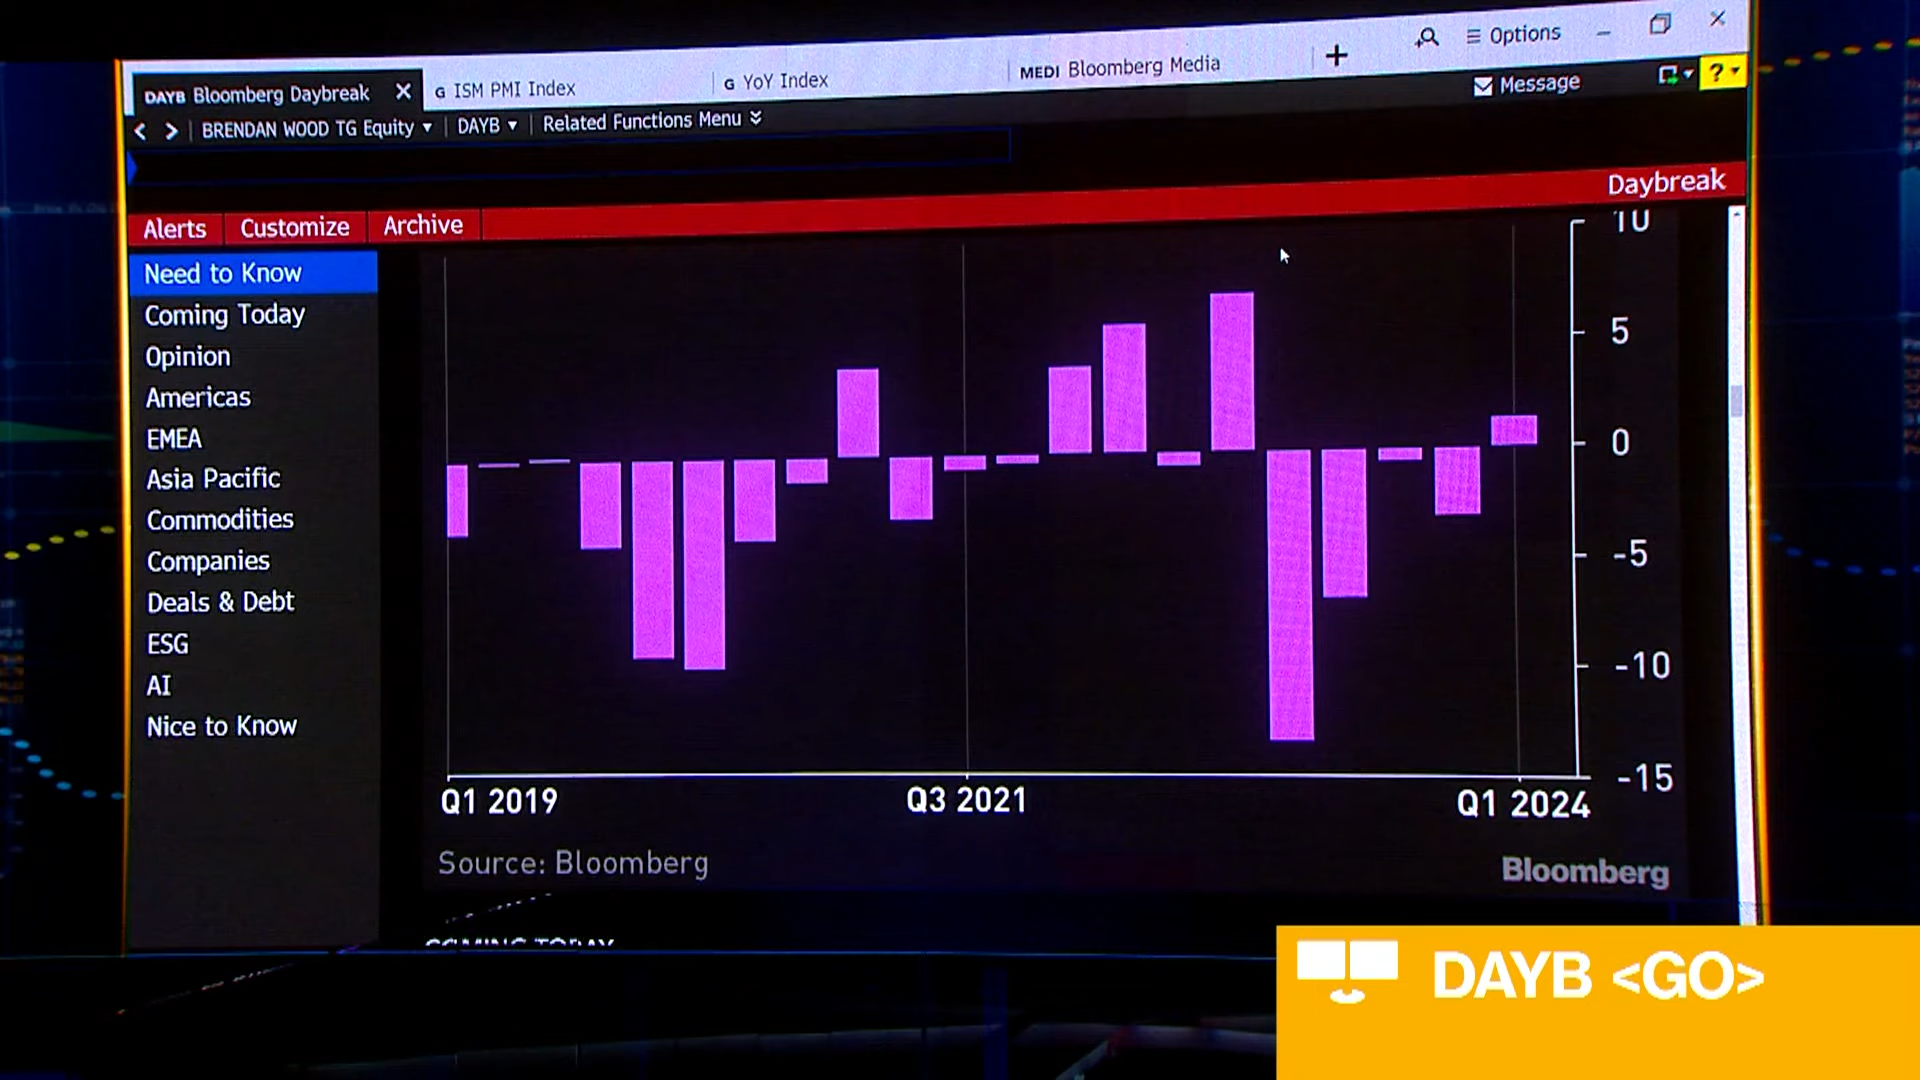 Options
DAYB Bloomberg Daybreak
G ISM PMI Index
G YoY Index
MEDI Bloomberg Media
BRENDAN WOOD TG Equity
DAYB
Related Functions Menu
Message
?
Daybreak
Alerts
Customize
Archive
Need to Know
Coming Today
Opinion
Americas
EMEA
Asia Pacific
Commodities
Companies
Deals & Debt
ESG
AI
Nice to Know
10
5
0
-5
-10
-15
Q1 2019
Q3 2021
Q1 2024
Source: Bloomberg
Bloomberg
COMING TODAY
DAYB <GO>